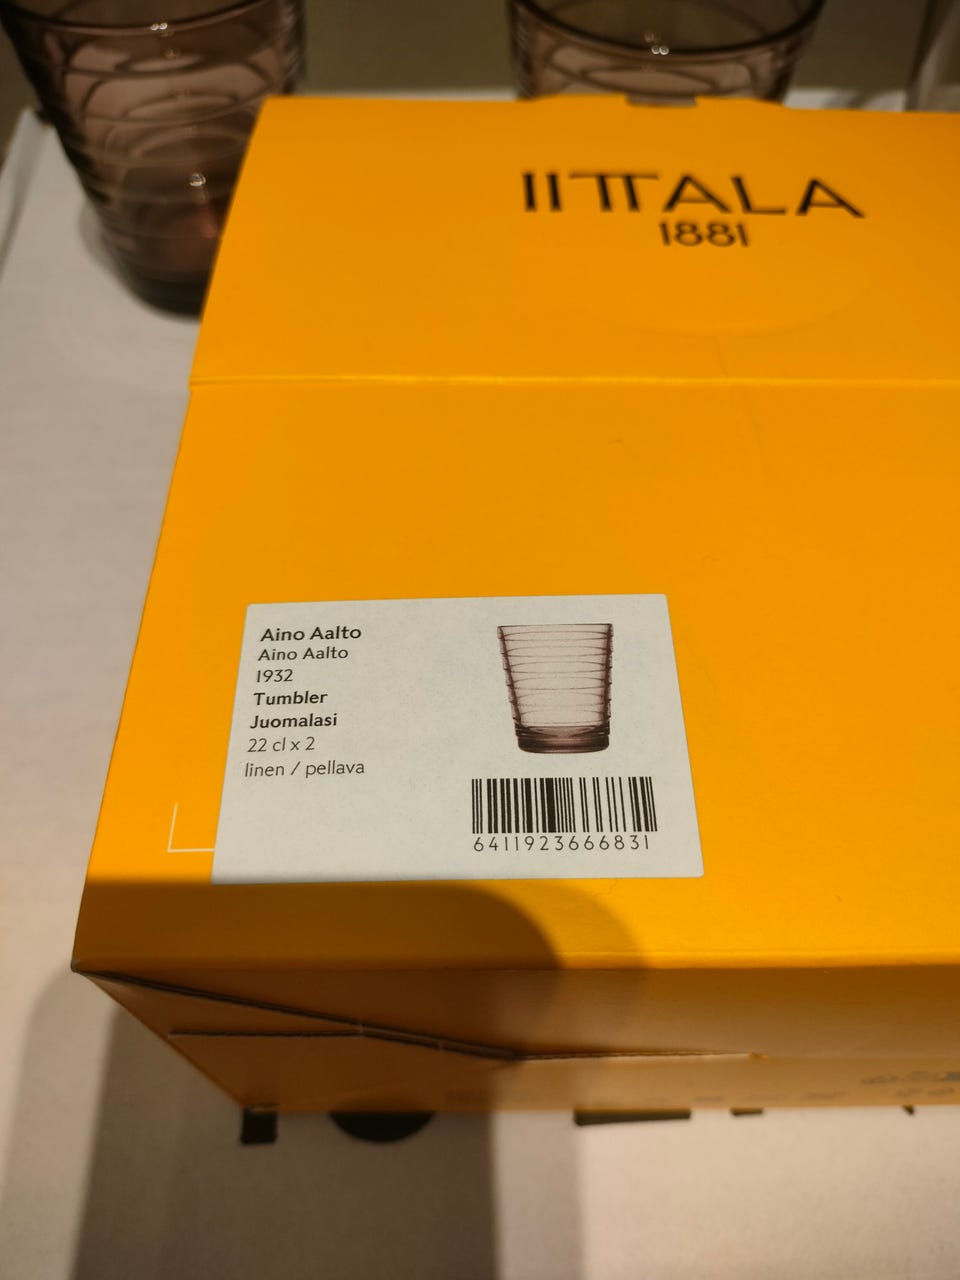 IITTALA
1881
Aino Aalto
Aino Aalto
1932
Tumbler
Juomalasi
22 cl x 2
linen / pellava
6411923666831